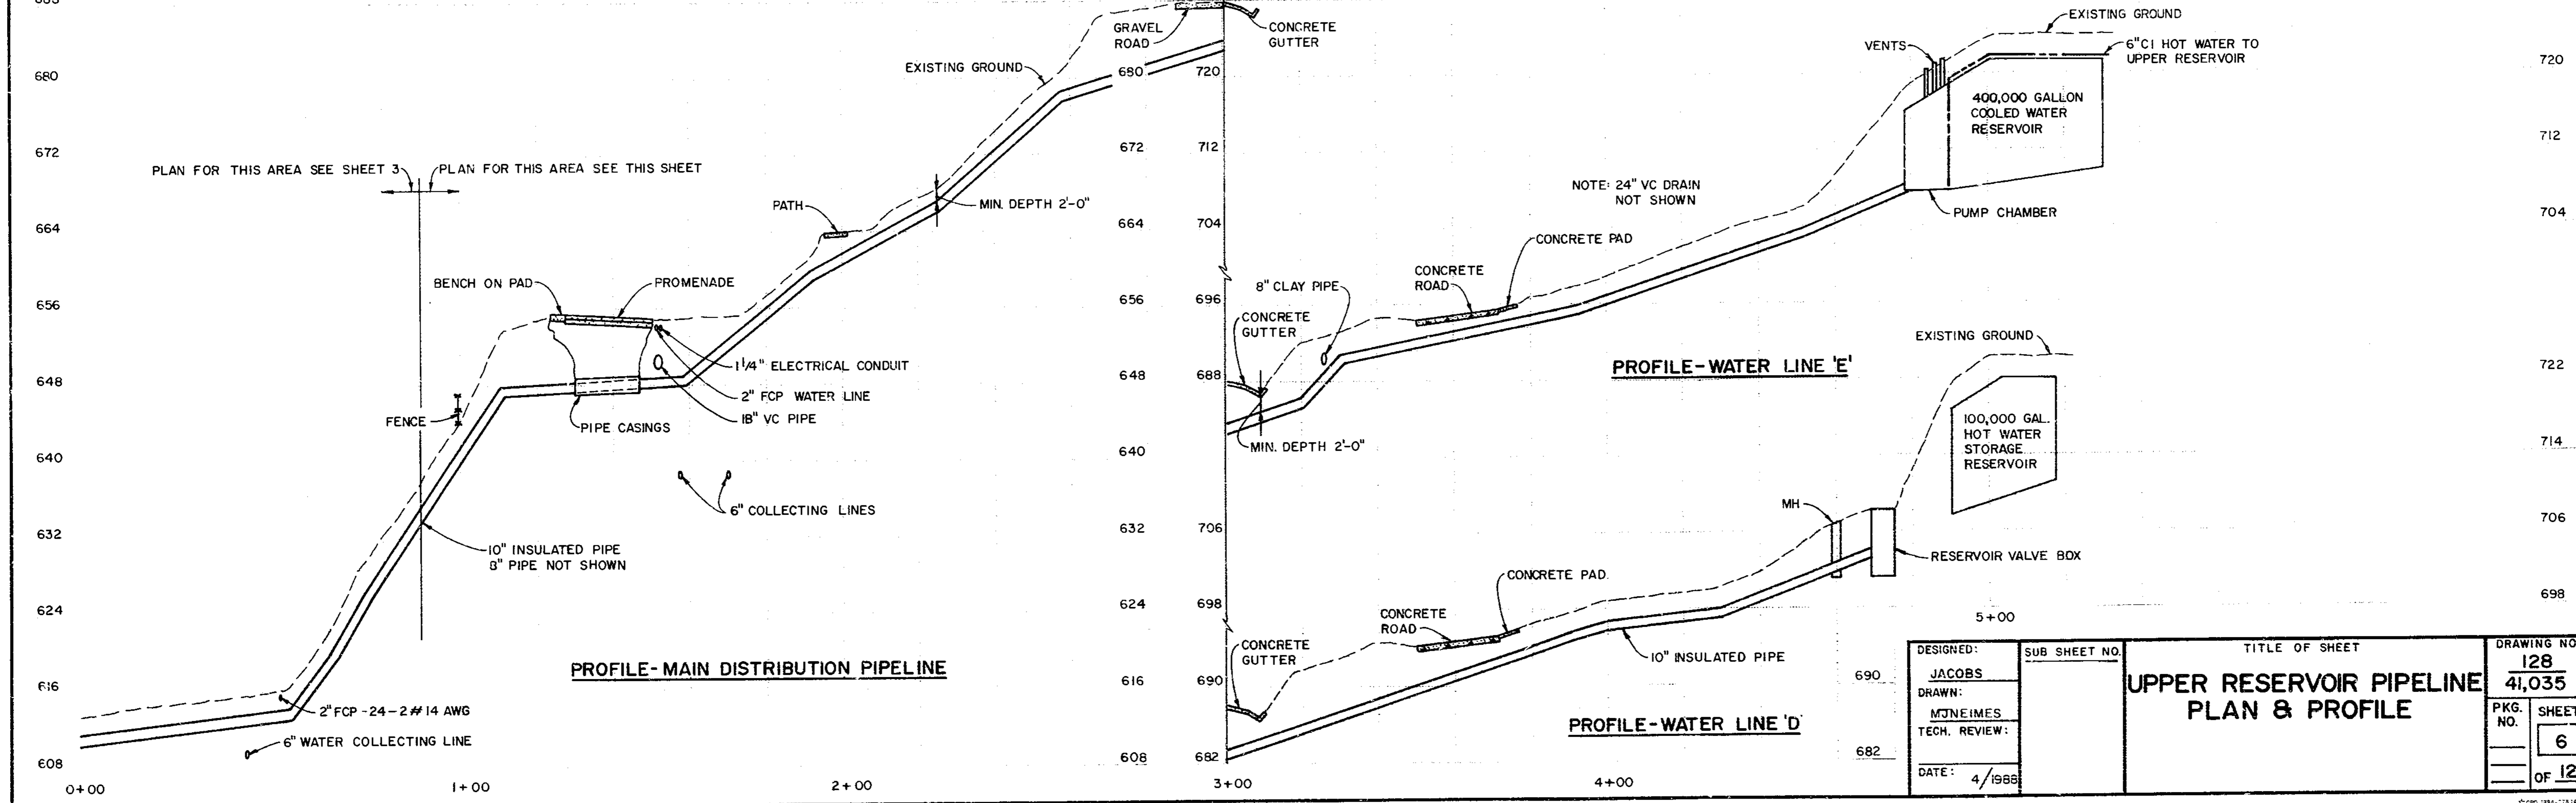 GRAVEL
ROAD
CONCRETE
GUTTER
EXISTING GROUND
680
672
664
656
648
640
632
624
616
608
PLAN FOR THIS AREA SEE SHEET 3
PLAN FOR THIS AREA SEE THIS SHEET
PATH
MIN. DEPTH 2'-0"
BENCH ON PAD
PROMENADE
1 1/4" ELECTRICAL CONDUIT
2" FCP WATER LINE
18" VC PIPE
FENCE
PIPE CASINGS
6" COLLECTING LINES
10" INSULATED PIPE
8" PIPE NOT SHOWN
2" FCP-24-2#14 AWG
6" WATER COLLECTING LINE
PROFILE-MAIN DISTRIBUTION PIPELINE
0+00
1+00
2+00
3+00
4+00
680
672
664
656
648
640
632
624
616
608
720
712
704
696
688
EXISTING GROUND
VENTS
6" CI HOT WATER TO
UPPER RESERVOIR
400,000 GALLON
COOLED WATER
RESERVOIR
PUMP CHAMBER
NOTE: 24" VC DRAIN
NOT SHOWN
CONCRETE PAD
CONCRETE
ROAD
8" CLAY PIPE
CONCRETE
GUTTER
MIN. DEPTH 2'-0"
PROFILE-WATER LINE 'E'
720
712
704
706
698
690
682
EXISTING GROUND
100,000 GAL.
HOT WATER
STORAGE
RESERVOIR
MH
RESERVOIR VALVE BOX
CONCRETE PAD.
CONCRETE
ROAD
CONCRETE
GUTTER
10" INSULATED PIPE
PROFILE-WATER LINE 'D'
722
714
706
698
690
682
5+00
DESIGNED:
JACOBS
DRAWN:
MJNEIMES
TECH. REVIEW:
DATE: 4/1988
SUB SHEET NO.
TITLE OF SHEET
UPPER RESERVOIR PIPELINE
PLAN & PROFILE
DRAWING NO
128
41,035
PKG.
NO.
SHEET
6
OF 12